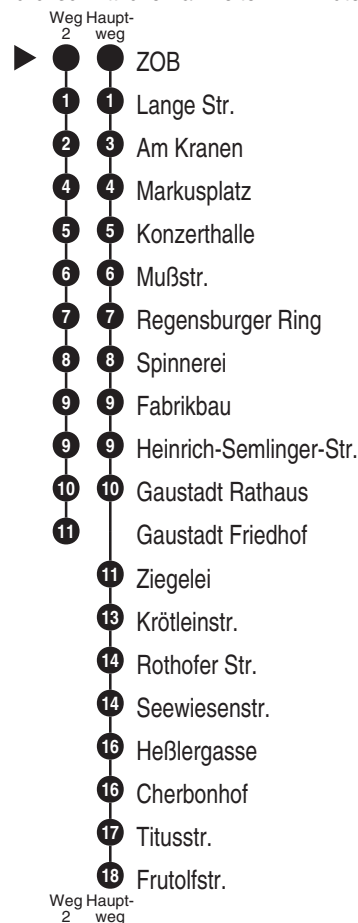 Weg Haupt-
2 weg
ZOB
1 1 Lange Str.
2 3 Am Kranen
4 4 Markusplatz
5 5 Konzerthalle
6 6 Mußstr.
7 7 Regensburger Ring
8 8 Spinnerei
9 9 Fabrikbau
9 9 Heinrich-Semlinger-Str.
10 10 Gaustadt Rathaus
11 Gaustadt Friedhof
11 Ziegelei
13 Krötleinstr.
14 Rothofer Str.
14 Seewiesenstr.
16 Heßlergasse
16 Cherbonhof
17 Titusstr.
18 Frutolfstr.
Weg Haupt-
2 weg